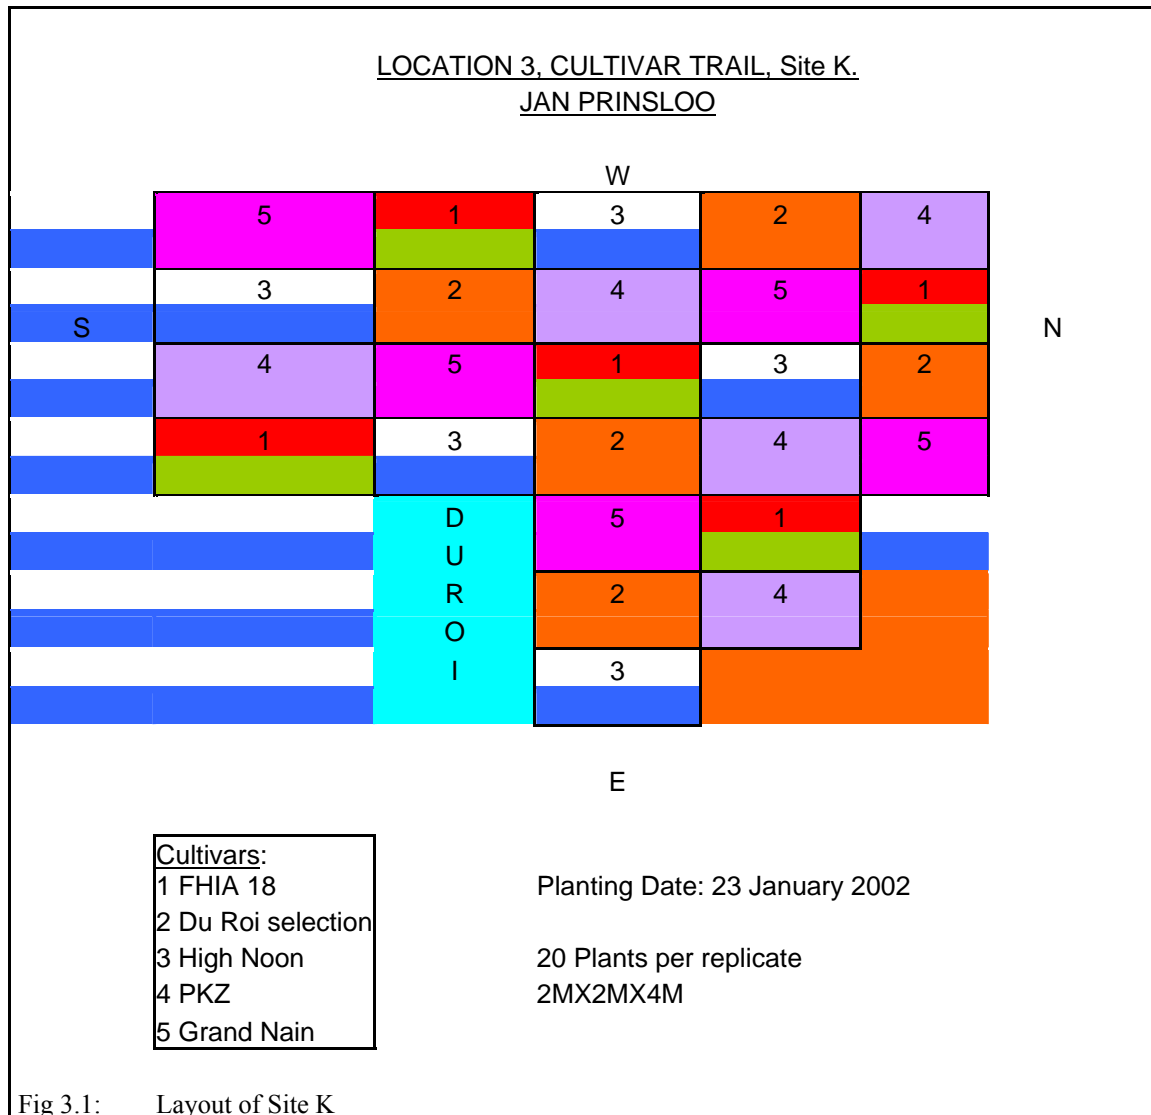 LOCATION 3, CULTIVAR TRAIL, Site K.
JAN PRINSLOO
W
5 1 3 2 4
3 2 4 5 1
S N
4 5 1 3 2
1 3 2 4 5
D 5 1
U
R 2 4
O
I 3
E
Cultivars:
1 FHIA 18 Planting Date: 23 January 2002
2 Du Roi selection
3 High Noon 20 Plants per replicate
4 PKZ 2MX2MX4M
5 Grand Nain
Fig 3.1: Layout of Site K